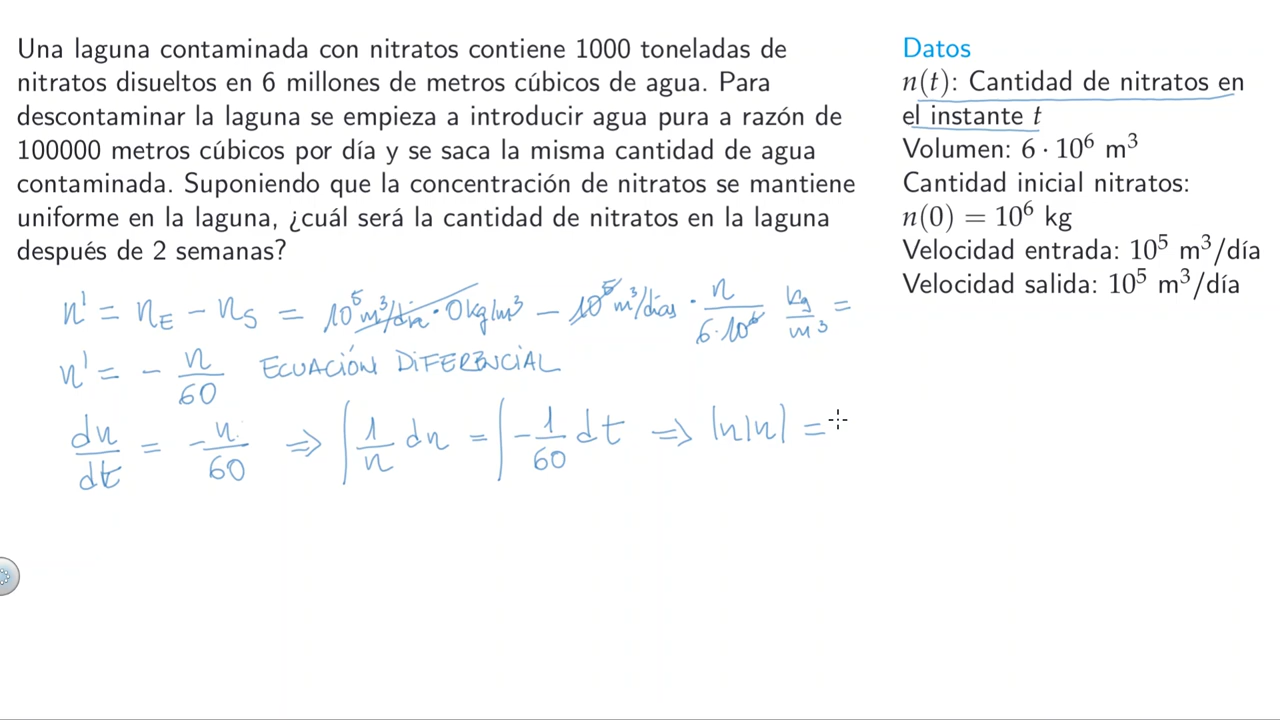 Una laguna contaminada con nitratos contiene 1000 toneladas de
nitratos disueltos en 6 millones de metros cúbicos de agua. Para
descontaminar la laguna se empieza a introducir agua pura a razón de
100000 metros cúbicos por día y se saca la misma cantidad de agua
contaminada. Suponiendo que la concentración de nitratos se mantiene
uniforme en la laguna, ¿cuál será la cantidad de nitratos en la laguna
después de 2 semanas?
Datos
n(t): Cantidad de nitratos en
el instante t
Volumen: 6 · 10⁶ m³
Cantidad inicial nitratos:
n(0) = 10⁶ kg
Velocidad entrada: 10⁵ m³/día
Velocidad salida: 10⁵ m³/día
n' = n_E − n_S = 10⁵ m³/día · 0 kg/m³ − 10⁵ m³/días · n/(6·10⁶) kg/m³ =
n' = − n/60 ECUACIÓN DIFERENCIAL
dn/dt = −n/60 ⇒ ∫ 1/n dn = ∫ −1/60 dt ⇒ ln|n| =